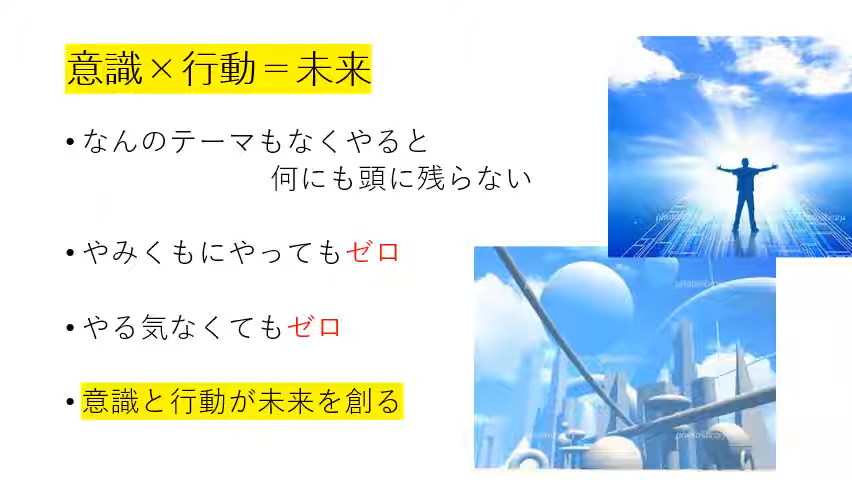 意識×行動＝未来
•なんのテーマもなくやると
何にも頭に残らない
•やみくもにやってもゼロ
•やる気なくてもゼロ
•意識と行動が未来を創る